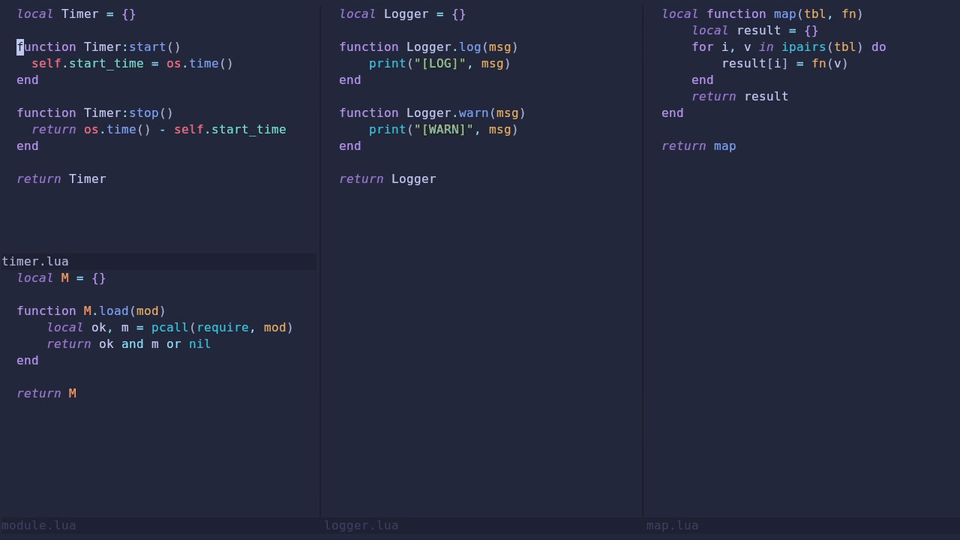 local Timer = {}

function Timer:start()
  self.start_time = os.time()
end

function Timer:stop()
  return os.time() - self.start_time
end

return Timer

timer.lua
local M = {}

function M.load(mod)
    local ok, m = pcall(require, mod)
    return ok and m or nil
end

return M

module.lua
local Logger = {}

function Logger.log(msg)
    print("[LOG]", msg)
end

function Logger.warn(msg)
    print("[WARN]", msg)
end

return Logger

logger.lua
local function map(tbl, fn)
    local result = {}
    for i, v in ipairs(tbl) do
        result[i] = fn(v)
    end
    return result
end

return map

map.lua